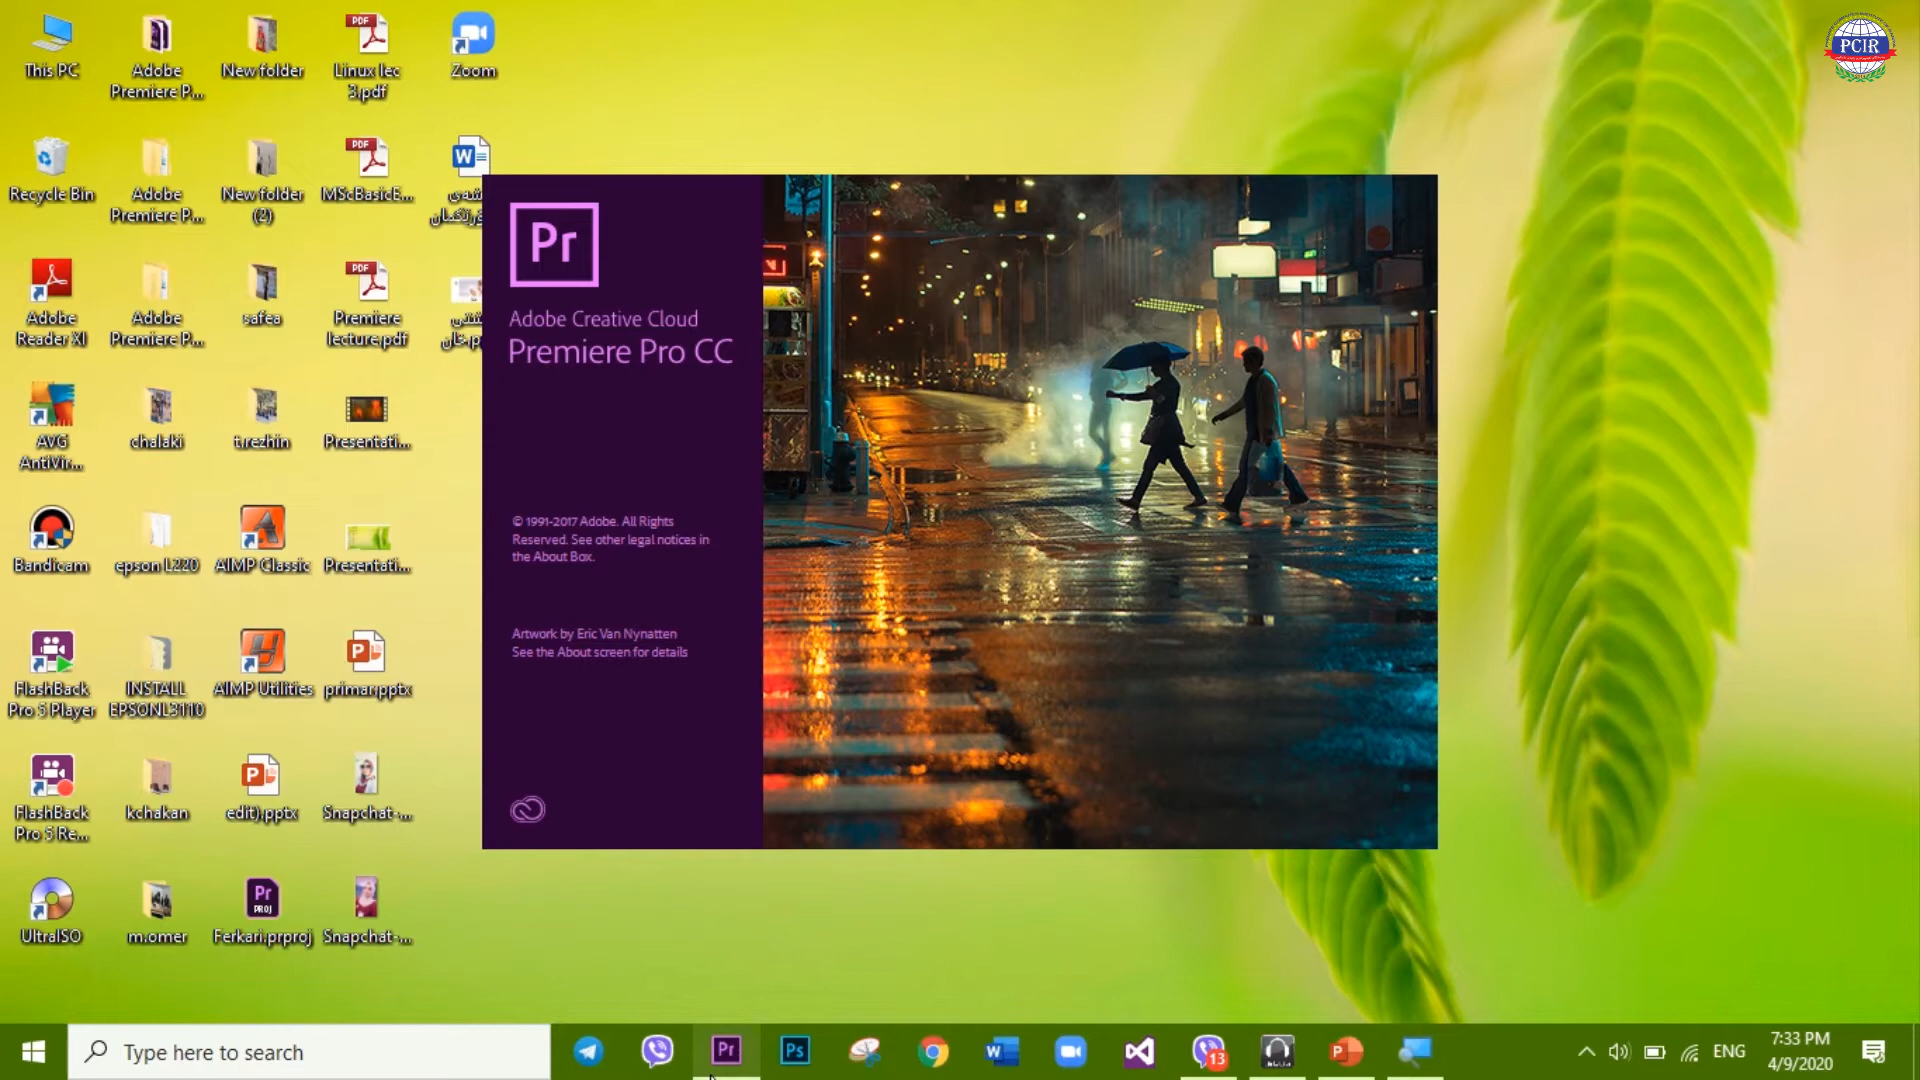 This PC
Adobe
Premiere P...
New folder
Linux lec
3.pdf
Zoom
PCIR
Recycle Bin
Adobe
Premiere P...
New folder
(2)
MScBasicE...
Adobe
Reader XI
Adobe
Premiere P...
safea
Premiere
lecture.pdf
AVG
AntiVir...
chalaki
t.rezhin
Presentati...
Bandicam
epson L220
AIMP Classic
Presentati...
FlashBack
Pro 5 Player
INSTALL
EPSONL3110
AIMP Utilities
primar.pptx
FlashBack
Pro 5 Re...
kchakan
edit).pptx
Snapchat-...
UltraISO
m.omer
Pr
PROJ
Ferkari.prproj
Snapchat-...
Pr
Adobe Creative Cloud
Premiere Pro CC
© 1991-2017 Adobe. All Rights
Reserved. See other legal notices in
the About Box.
Artwork by Eric Van Nynatten
See the About screen for details
Type here to search
Pr
Ps
13
ENG
7:33 PM
4/9/2020